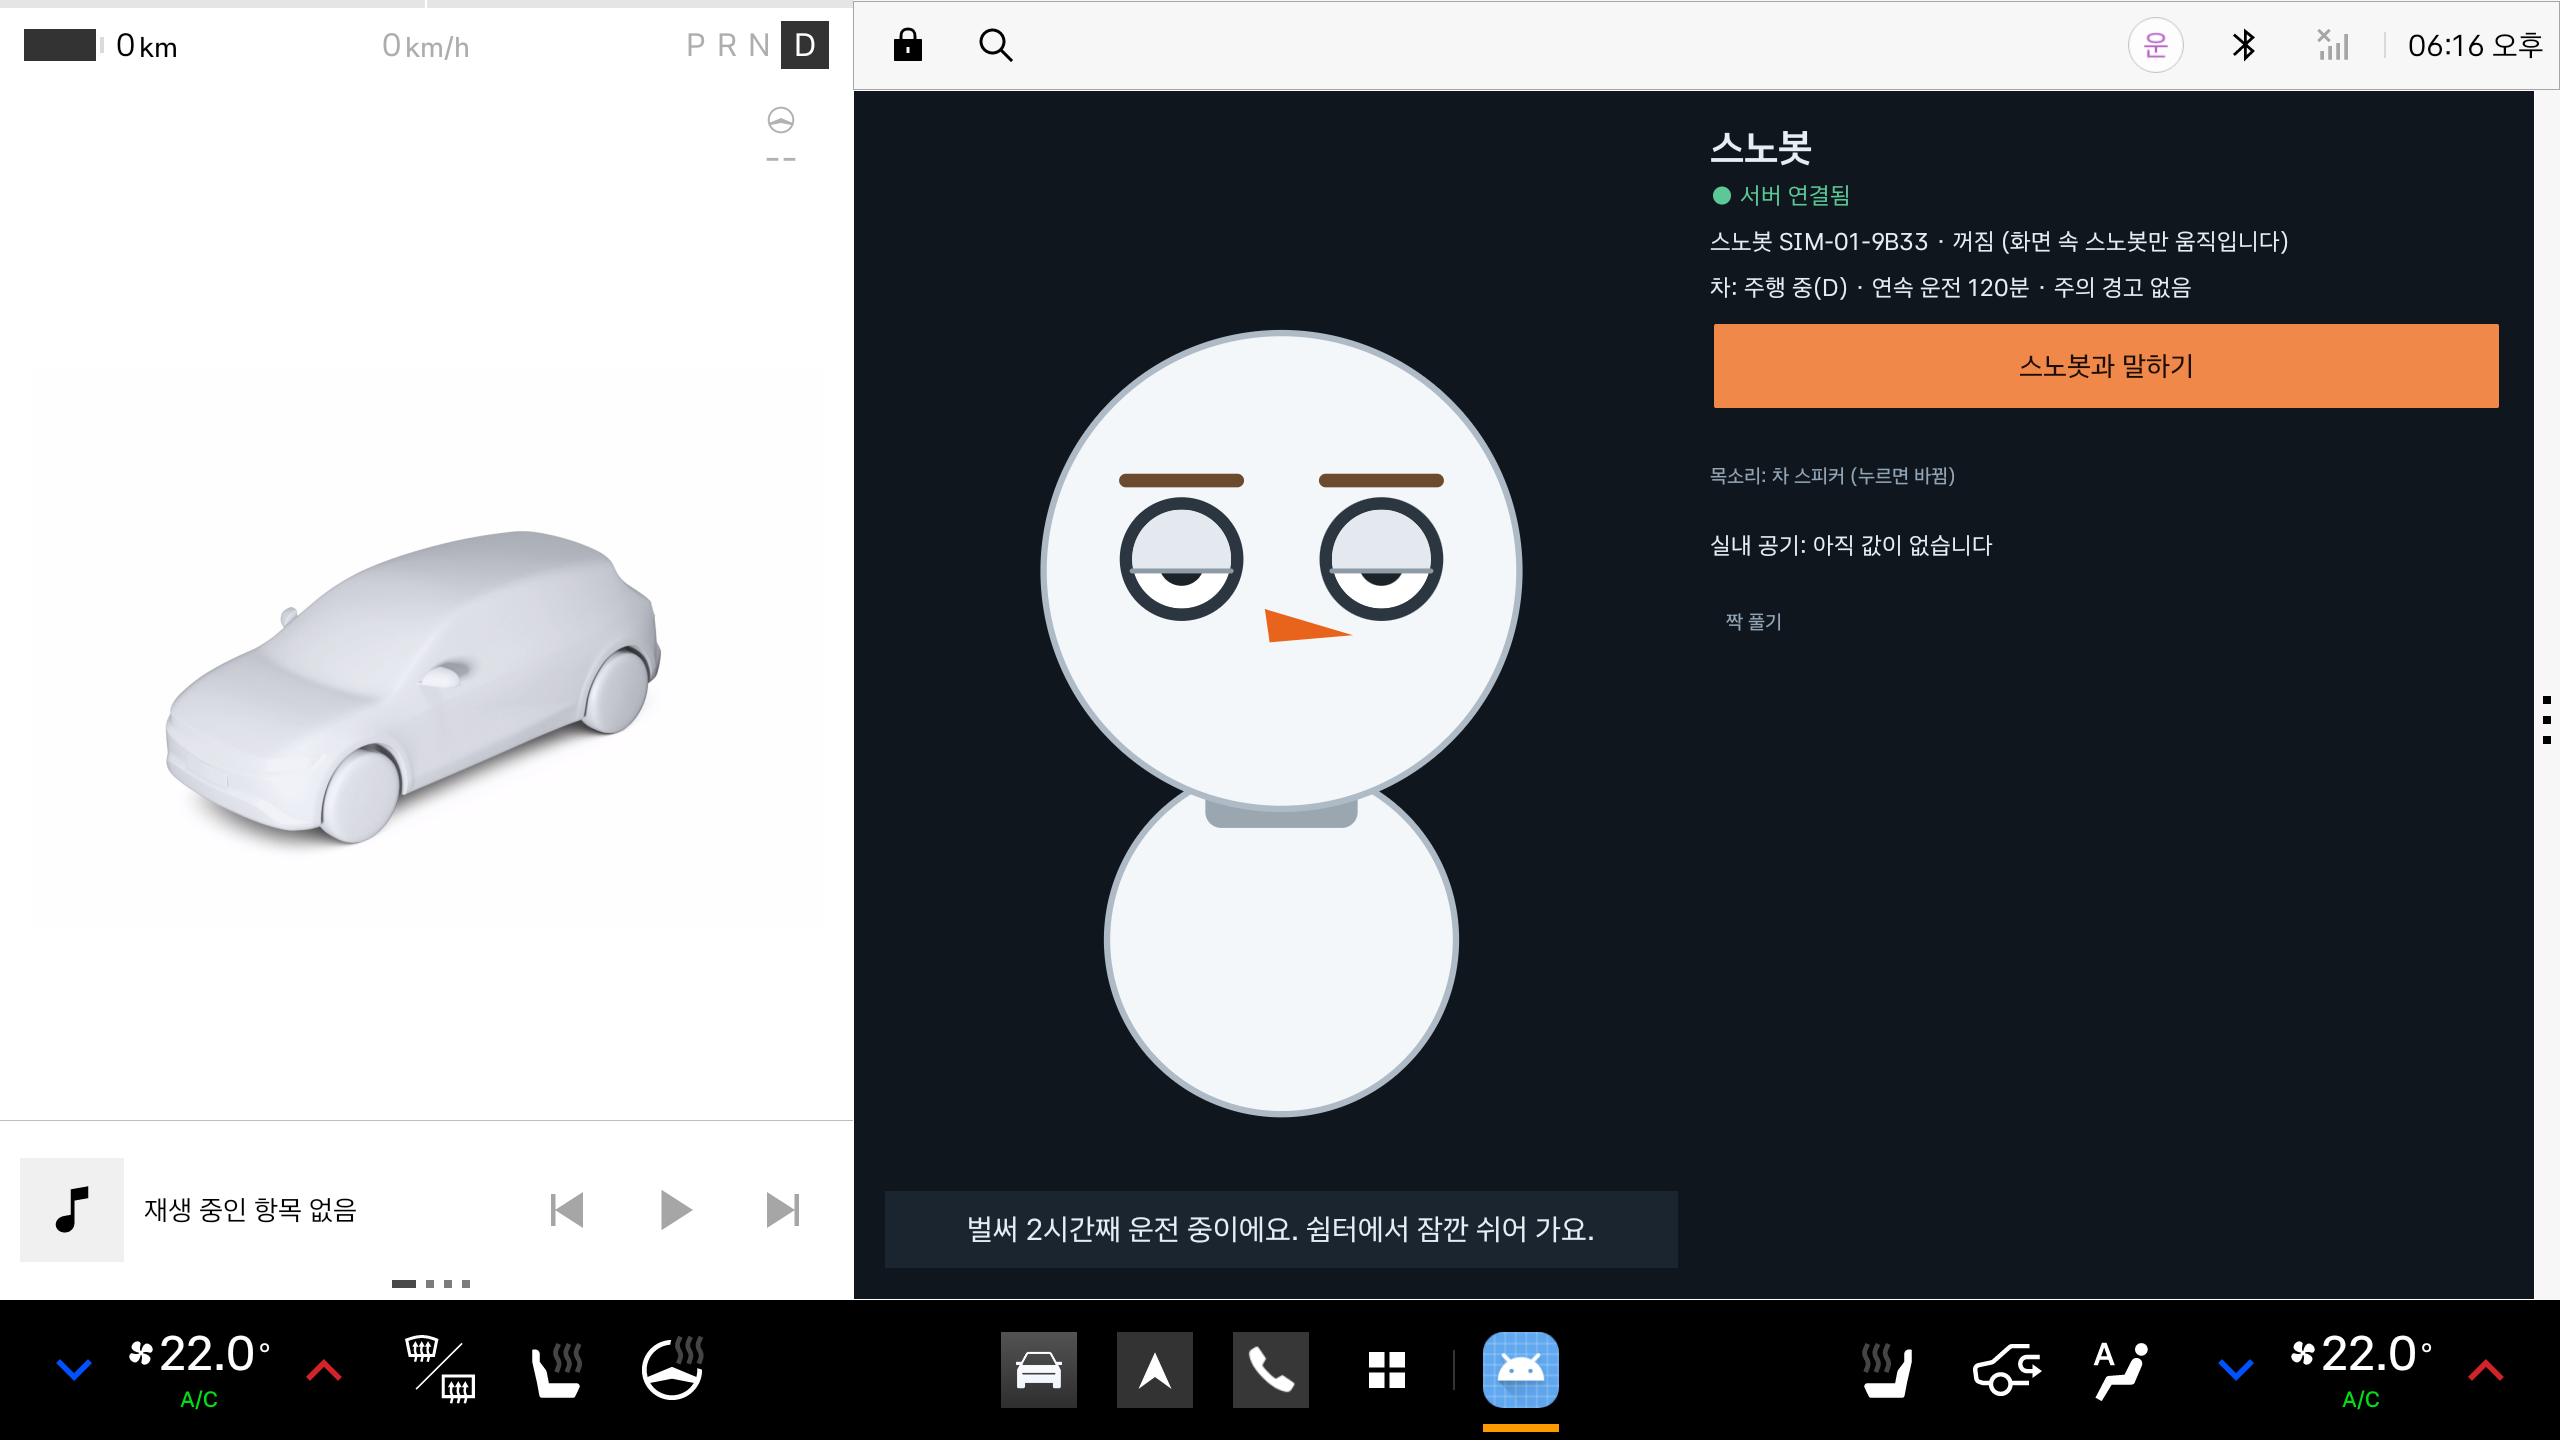 0 km
0 km/h
P R N D
운
06:16 오후
--
스노봇
서버 연결됨
스노봇 SIM-01-9B33 · 꺼짐 (화면 속 스노봇만 움직입니다)
차: 주행 중(D) · 연속 운전 120분 · 주의 경고 없음
스노봇과 말하기
목소리: 차 스피커 (누르면 바뀜)
실내 공기: 아직 값이 없습니다
짝 풀기
재생 중인 항목 없음
벌써 2시간째 운전 중이에요. 쉼터에서 잠깐 쉬어 가요.
22.0°
A/C
A
22.0°
A/C